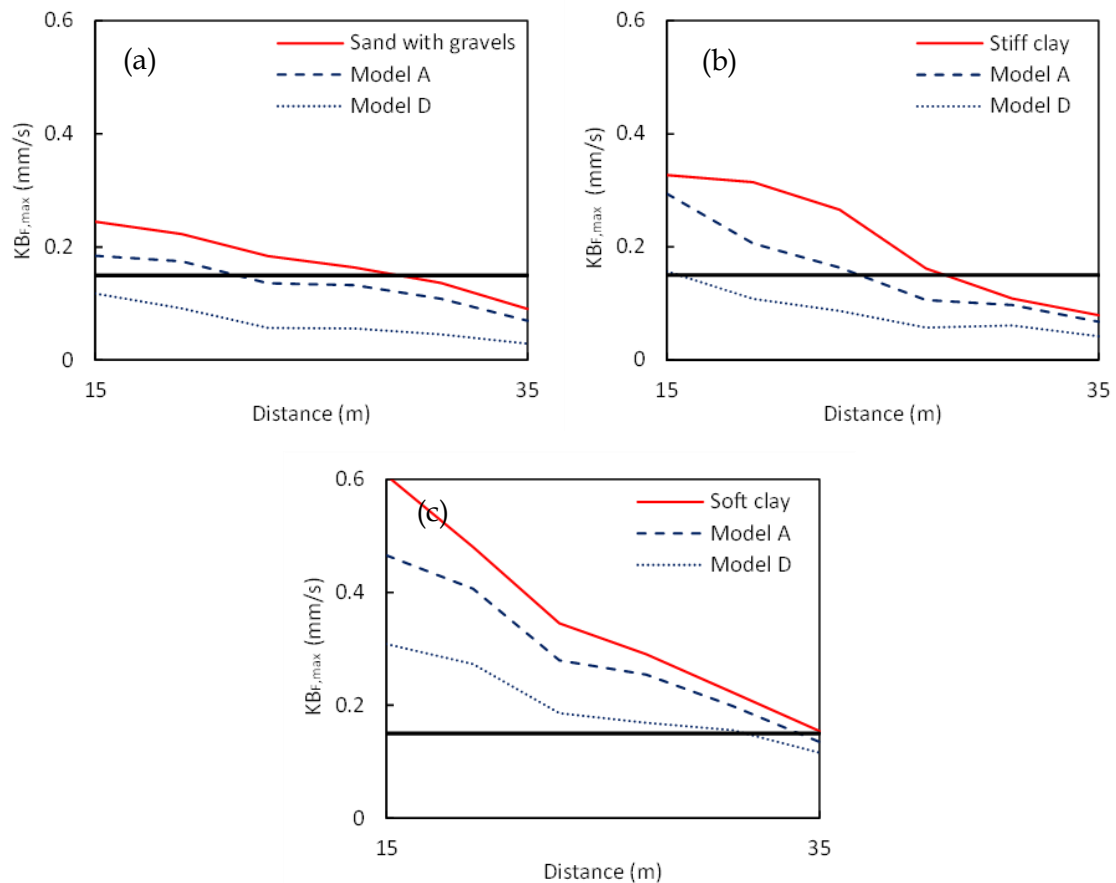 (a)
Sand with gravels
Model A
Model D
0.6
0.4
0.2
0
KBF,max (mm/s)
15
35
Distance (m)
(b)
Stiff clay
Model A
Model D
0.6
0.4
0.2
0
KBF,max (mm/s)
15
35
Distance (m)
(c)
Soft clay
Model A
Model D
0.6
0.4
0.2
0
KBF,max (mm/s)
15
35
Distance (m)